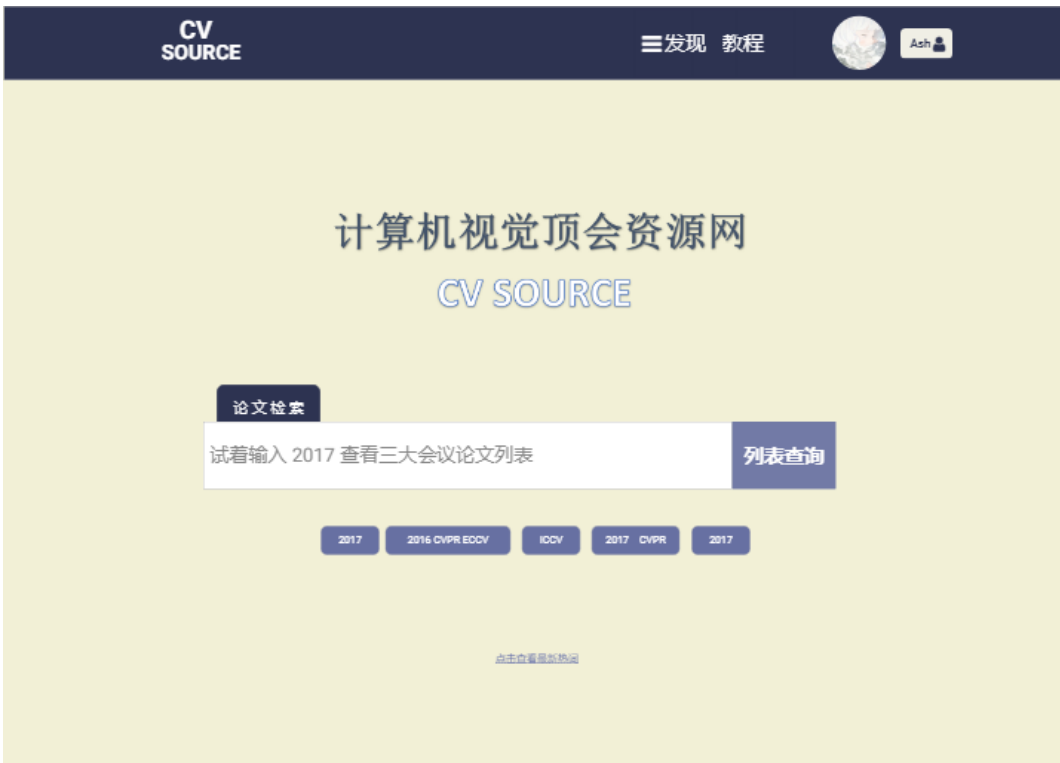 CV
SOURCE
发现 教程
Ash
计算机视觉顶会资源网
CV SOURCE
论文检索
试着输入 2017 查看三大会议论文列表
列表查询
2017 2016 CVPR ECCV ICCV 2017 CVPR 2017
点击查看最新热词